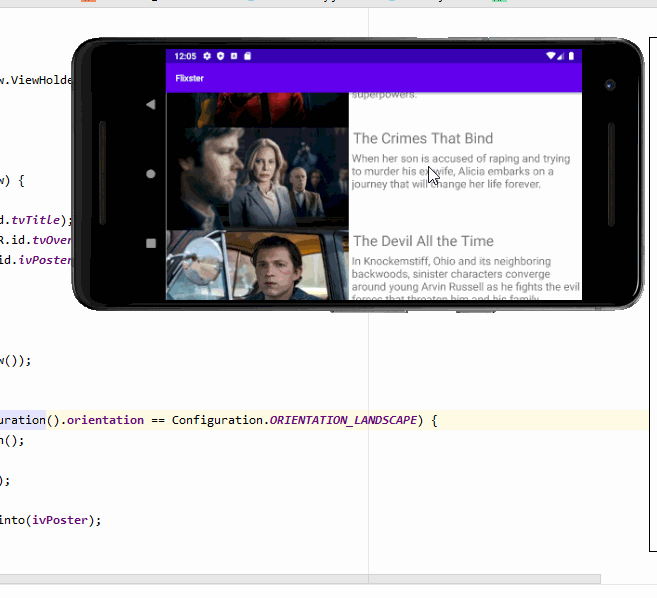 w.ViewHolde
w) {
d.tvTitle);
R.id.tvOver
id.ivPoster
w());
uration().orientation == Configuration.ORIENTATION_LANDSCAPE) {
h();
);
into(ivPoster);
12:05
Flixster
superpowers.
The Crimes That Bind
When her son is accused of raping and trying
to murder his ex-wife, Alicia embarks on a
journey that will change her life forever.
The Devil All the Time
In Knockemstiff, Ohio and its neighboring
backwoods, sinister characters converge
around young Arvin Russell as he fights the evil
forces that threaten him and his family.